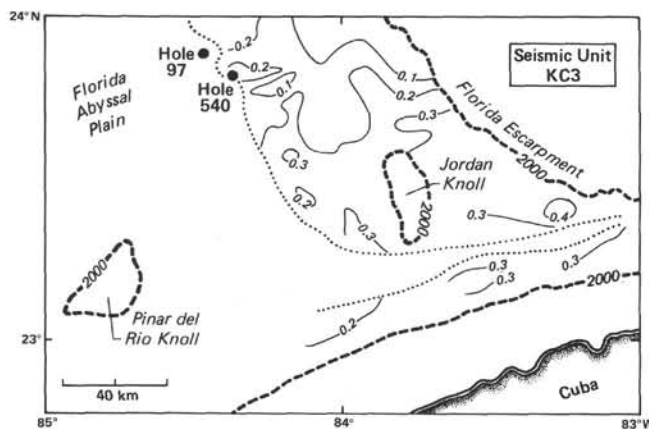 24°N
Hole
97
Hole
540
Florida
Abyssal
Plain
Seismic Unit
KC3
Florida Escarpment
2000
0.2
0.2
0.1
0.1
0.2
0.3
0.3
0.2
0.3
Jordan
Knoll
2000
0.3
0.4
0.3
0.3
0.3
2000
0.2
2000
Pinar del
Rio Knoll
23°
40 km
Cuba
85°
84°
83°W